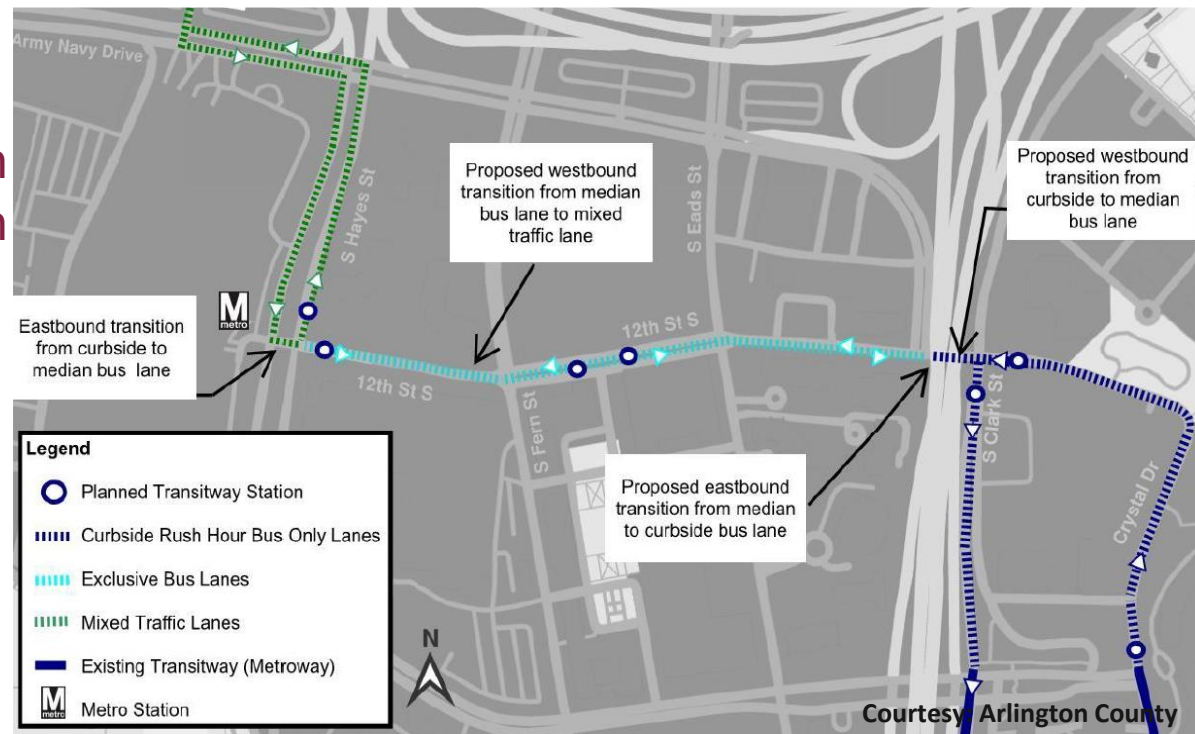 Army Navy Drive
S Hayes St
Proposed westbound
transition from median
bus lane to mixed
traffic lane
S Eads St
Proposed westbound
transition from
curbside to median
bus lane
M
metro
Eastbound transition
from curbside to
median bus lane
12th St S
12th St S
S Fern St
S Clark St
Crystal Dr
Proposed eastbound
transition from median
to curbside bus lane
Legend
Planned Transitway Station
Curbside Rush Hour Bus Only Lanes
Exclusive Bus Lanes
Mixed Traffic Lanes
Existing Transitway (Metroway)
M
metro
Metro Station
N
Courtesy: Arlington County